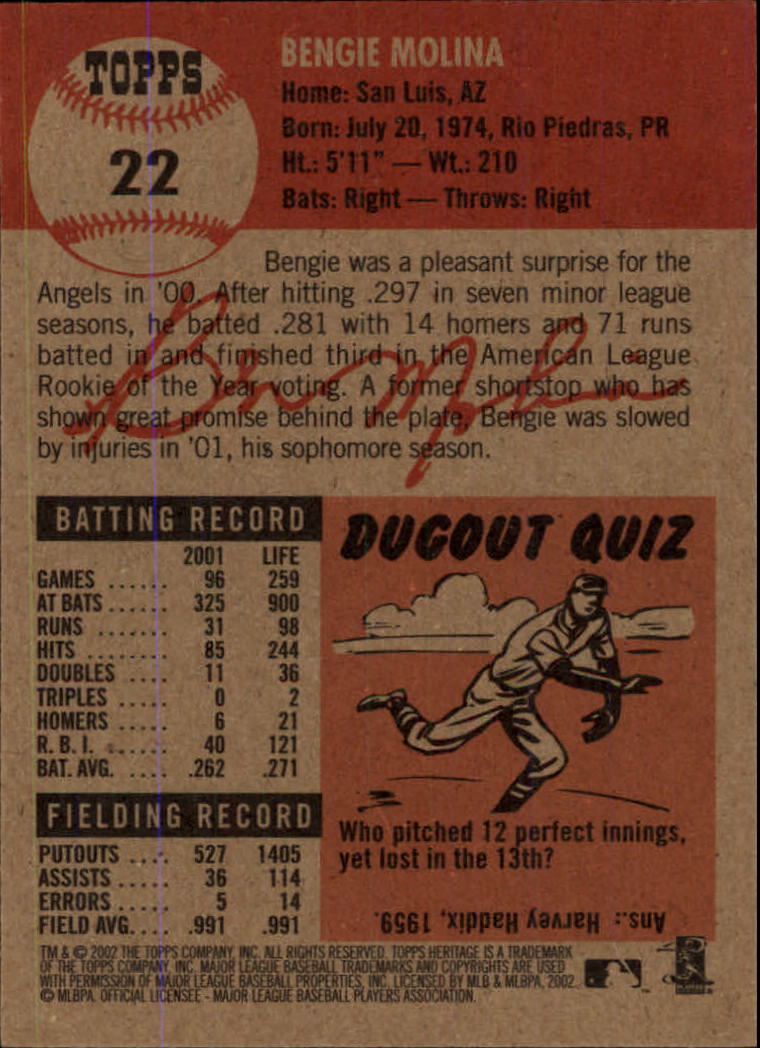 TOPPS
22
BENGIE MOLINA
Home: San Luis, AZ
Born: July 20, 1974, Rio Piedras, PR
Ht.: 5'11" — Wt.: 210
Bats: Right — Throws: Right
Bengie was a pleasant surprise for the
Angels in '00. After hitting .297 in seven minor league
seasons, he batted .281 with 14 homers and 71 runs
batted in and finished third in the American League
Rookie of the Year voting. A former shortstop who has
shown great promise behind the plate, Bengie was slowed
by injuries in '01, his sophomore season.
BATTING RECORD
2001 LIFE
GAMES ...... 96 259
AT BATS ...... 325 900
RUNS ....... 31 98
HITS ........ 85 244
DOUBLES .... 11 36
TRIPLES ..... 0 2
HOMERS ..... 6 21
R.B.I. ....... 40 121
BAT. AVG. .... .262 .271
FIELDING RECORD
PUTOUTS .... 527 1405
ASSISTS ..... 36 114
ERRORS ..... 5 14
FIELD AVG.... .991 .991
DUGOUT QUIZ
Who pitched 12 perfect innings,
yet lost in the 13th?
Ans.: Harvey Haddix, 1959.
TM & © 2002 THE TOPPS COMPANY, INC. ALL RIGHTS RESERVED. TOPPS HERITAGE IS A TRADEMARK
OF THE TOPPS COMPANY, INC. MAJOR LEAGUE BASEBALL TRADEMARKS AND COPYRIGHTS ARE USED
WITH PERMISSION OF MAJOR LEAGUE BASEBALL PROPERTIES, INC. LICENSED BY MLB & MLBPA, 2002.
© MLBPA. OFFICIAL LICENSEE - MAJOR LEAGUE BASEBALL PLAYERS ASSOCIATION.